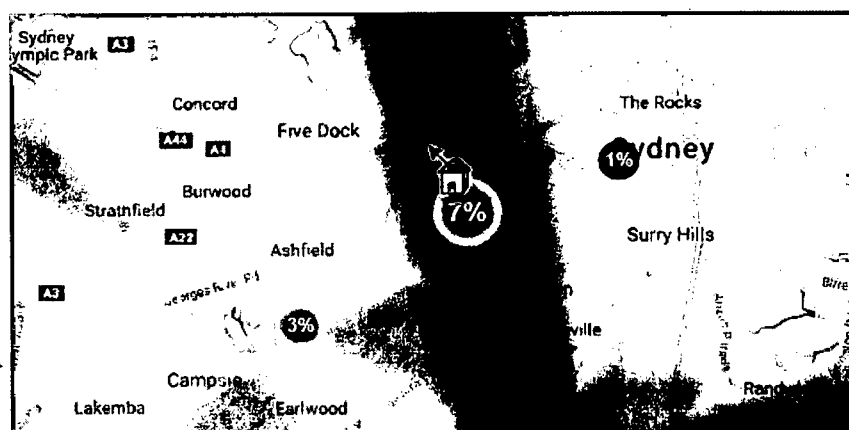 Sydney
ympic Park
A3
The Rocks
Concord
Five Dock
A44
A4
1%
ydney
Burwood
7%
Strathfield
A22
Surry Hills
Ashfield
A3
3%
ville
Campsie
Rand
Lakemba
Earlwood